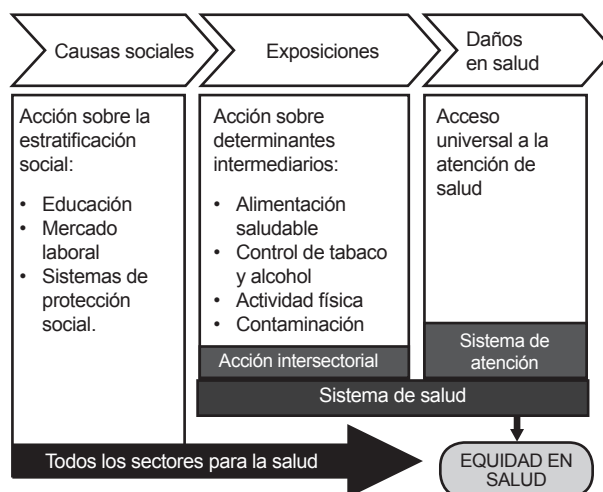 Causas sociales
Exposiciones
Daños
en salud
Acción sobre la
estratificación
social:
• Educación
• Mercado
laboral
• Sistemas de
protección
social.
Acción sobre
determinantes
intermediarios:
• Alimentación
saludable
• Control de tabaco
y alcohol
• Actividad física
• Contaminación
Acción intersectorial
Acceso
universal a la
atención de
salud
Sistema de
atención
Sistema de salud
Todos los sectores para la salud
EQUIDAD EN
SALUD